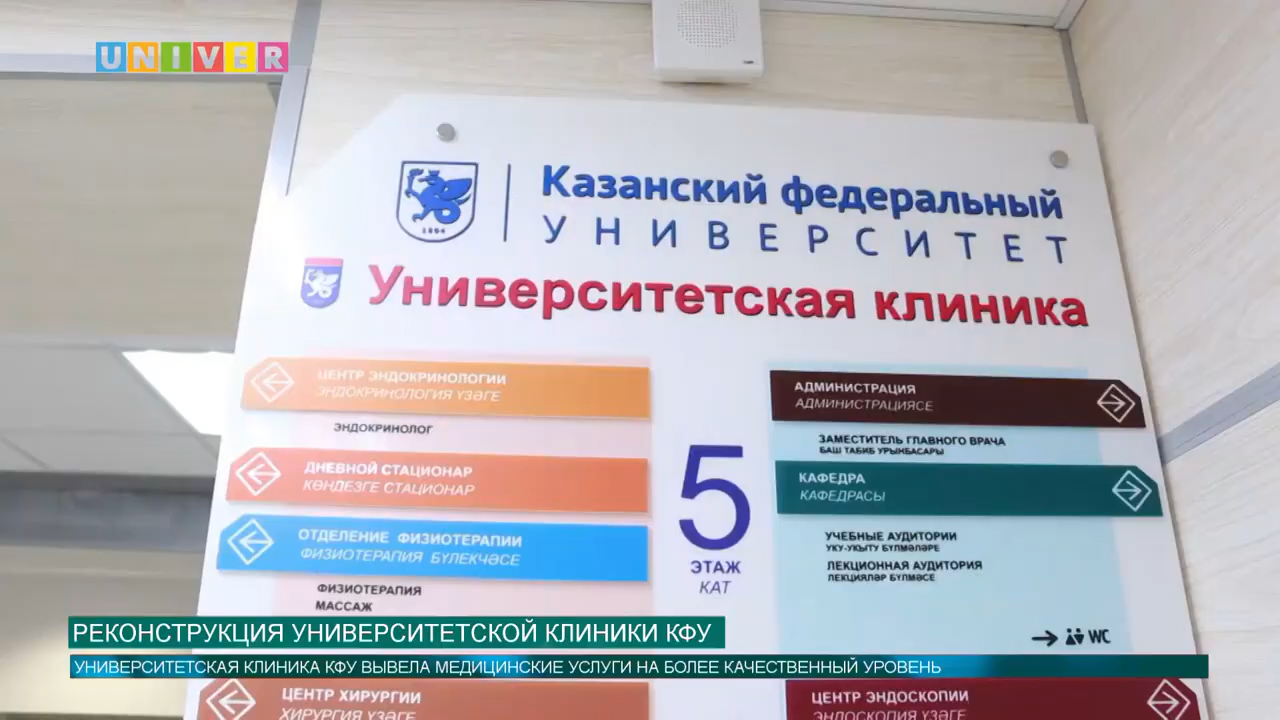 UNIVER
Казанский федеральный
УНИВЕРСИТЕТ
1804
Университетская клиника
ЦЕНТР ЭНДОКРИНОЛОГИИ
ЭНДОКРИНОЛОГИЯ ҮЗӘГЕ
ЭНДОКРИНОЛОГ
ДНЕВНОЙ СТАЦИОНАР
КӨНДЕЗГЕ СТАЦИОНАР
ОТДЕЛЕНИЕ ФИЗИОТЕРАПИИ
ФИЗИОТЕРАПИЯ БҮЛЕКЧӘСЕ
ФИЗИОТЕРАПИЯ
МАССАЖ
5
ЭТАЖ
КАТ
АДМИНИСТРАЦИЯ
АДМИНИСТРАЦИЯСЕ
ЗАМЕСТИТЕЛЬ ГЛАВНОГО ВРАЧА
БАШ ТАБИБ УРЫНБАСАРЫ
КАФЕДРА
КАФЕДРАСЫ
УЧЕБНЫЕ АУДИТОРИИ
УКУ-УКЫТУ БҮЛМӘЛӘРЕ
ЛЕКЦИОННАЯ АУДИТОРИЯ
ЛЕКЦИЯЛӘР БҮЛМӘСЕ
WC
РЕКОНСТРУКЦИЯ УНИВЕРСИТЕТСКОЙ КЛИНИКИ КФУ
УНИВЕРСИТЕТСКАЯ КЛИНИКА КФУ ВЫВЕЛА МЕДИЦИНСКИЕ УСЛУГИ НА БОЛЕЕ КАЧЕСТВЕННЫЙ УРОВЕНЬ
ЦЕНТР ХИРУРГИИ
ХИРУРГИЯ ҮЗӘГЕ
ЦЕНТР ЭНДОСКОПИИ
ЭНДОСКОПИЯ ҮЗӘГЕ